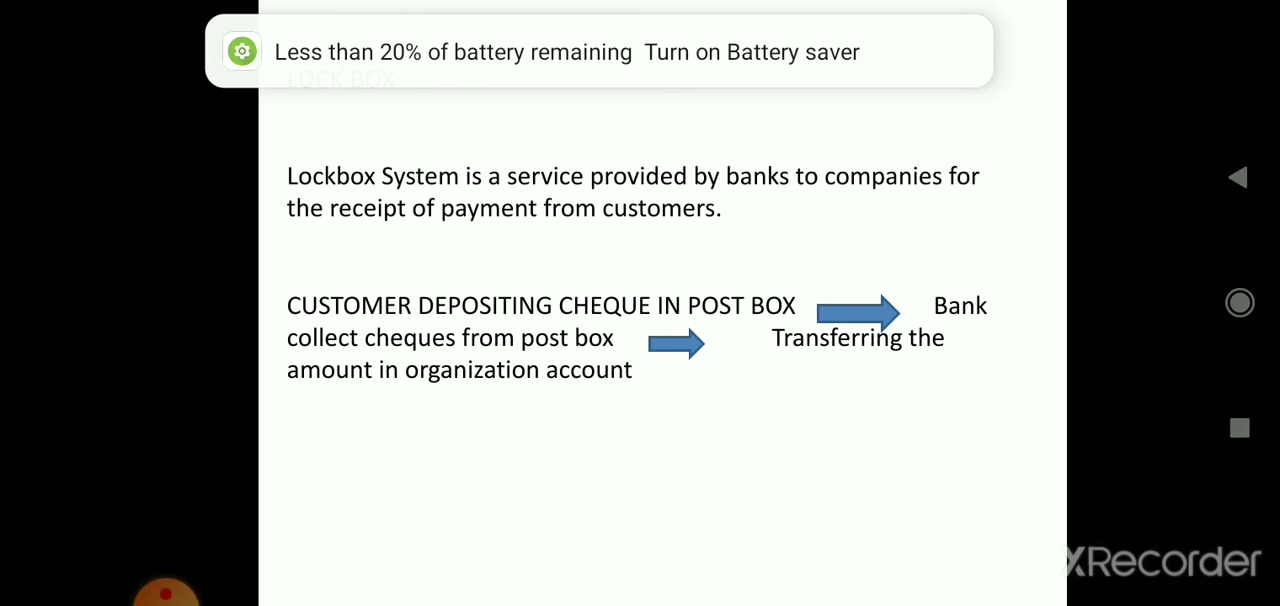 Less than 20% of battery remaining Turn on Battery saver
LOCK BOX
Lockbox System is a service provided by banks to companies for
the receipt of payment from customers.
CUSTOMER DEPOSITING CHEQUE IN POST BOX Bank
collect cheques from post box Transferring the
amount in organization account
XRecorder